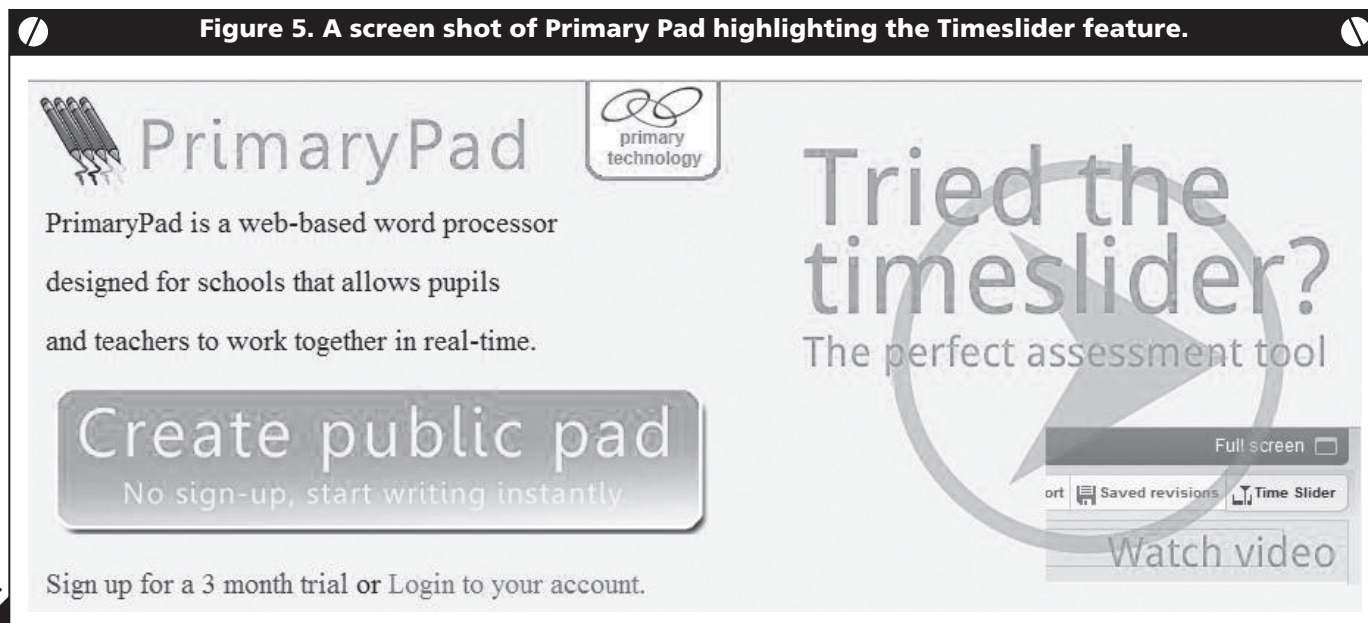 Figure 5. A screen shot of Primary Pad highlighting the Timeslider feature.
PrimaryPad
primary
technology
PrimaryPad is a web-based word processor
designed for schools that allows pupils
and teachers to work together in real-time.
Create public pad
No sign-up, start writing instantly
Sign up for a 3 month trial or Login to your account.
Tried the
timeslider?
The perfect assessment tool
Full screen
ort Saved revisions Time Slider
Watch video